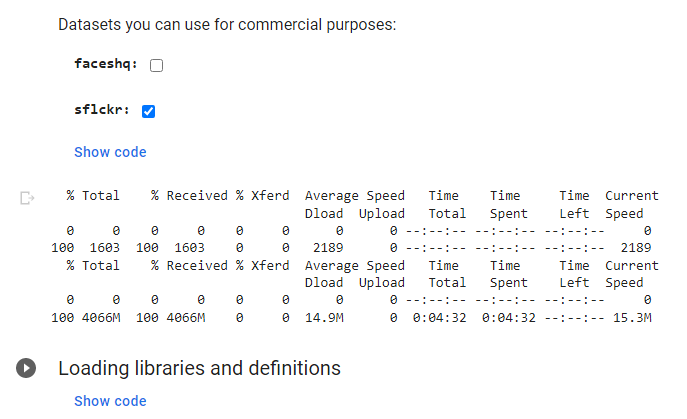 Datasets you can use for commercial purposes:
faceshq:
sflckr:
Show code
% Total % Received % Xferd Average Speed Time Time Time Current
Dload Upload Total Spent Left Speed
0 0 0 0 0 0 0 0 --:--:-- --:--:-- --:--:-- 0
100 1603 100 1603 0 0 2189 0 --:--:-- --:--:-- --:--:-- 2189
% Total % Received % Xferd Average Speed Time Time Time Current
Dload Upload Total Spent Left Speed
0 0 0 0 0 0 0 0 --:--:-- --:--:-- --:--:-- 0
100 4066M 100 4066M 0 0 14.9M 0 0:04:32 0:04:32 --:--:-- 15.3M
Loading libraries and definitions
Show code